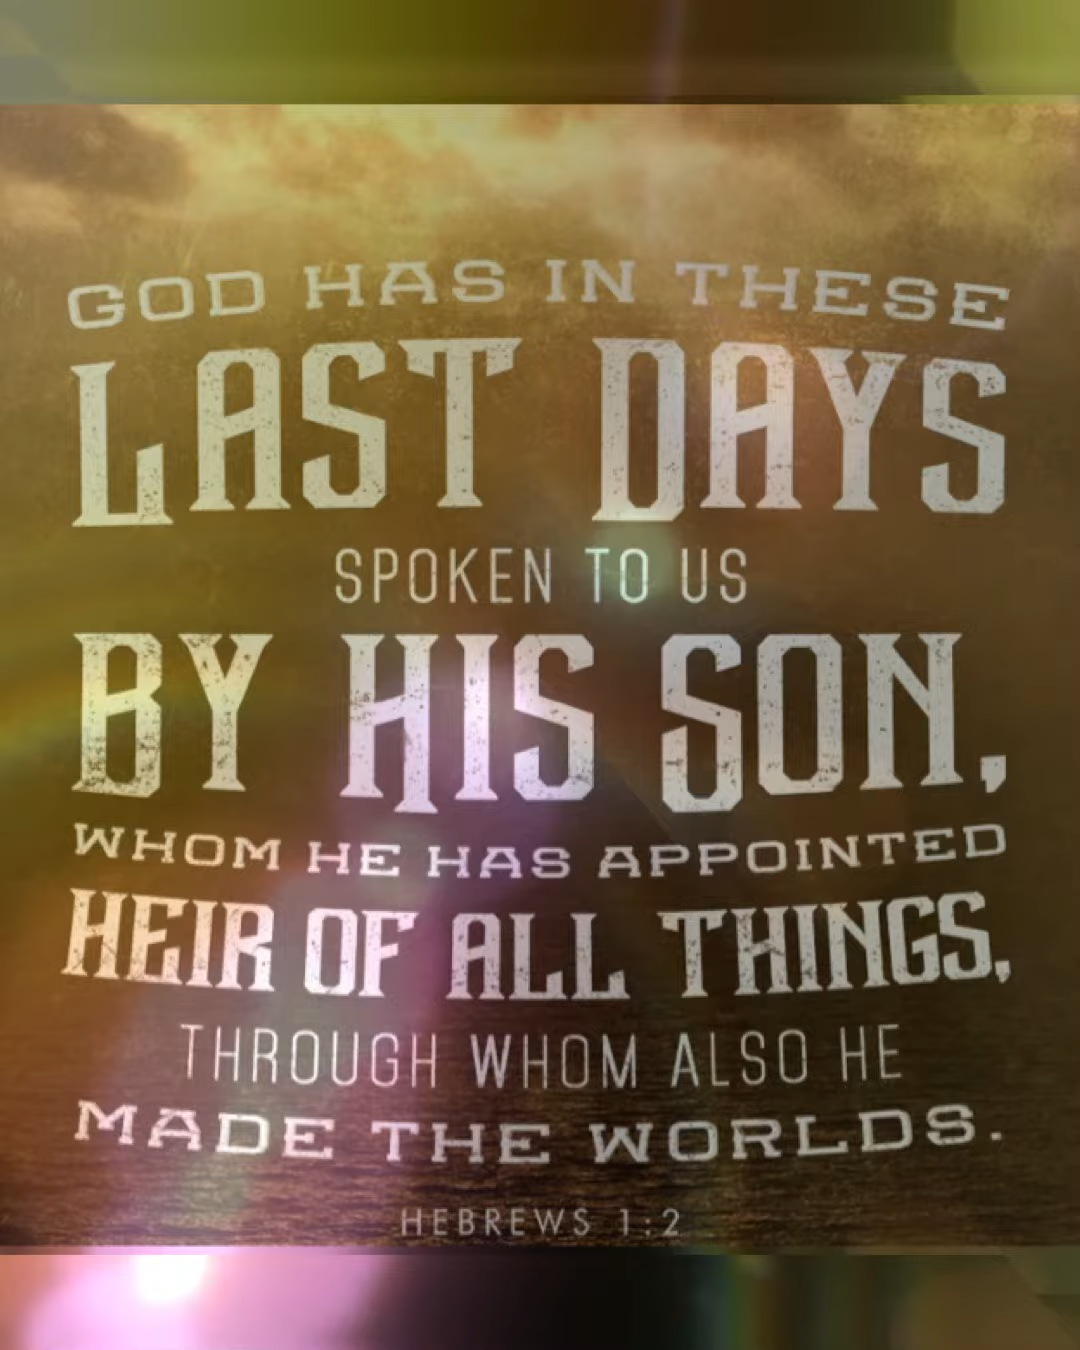 GOD HAS IN THESE
LAST DAYS
SPOKEN TO US
BY HIS SON,
WHOM HE HAS APPOINTED
HEIR OF ALL THINGS,
THROUGH WHOM ALSO HE
MADE THE WORLDS.
HEBREWS 1:2